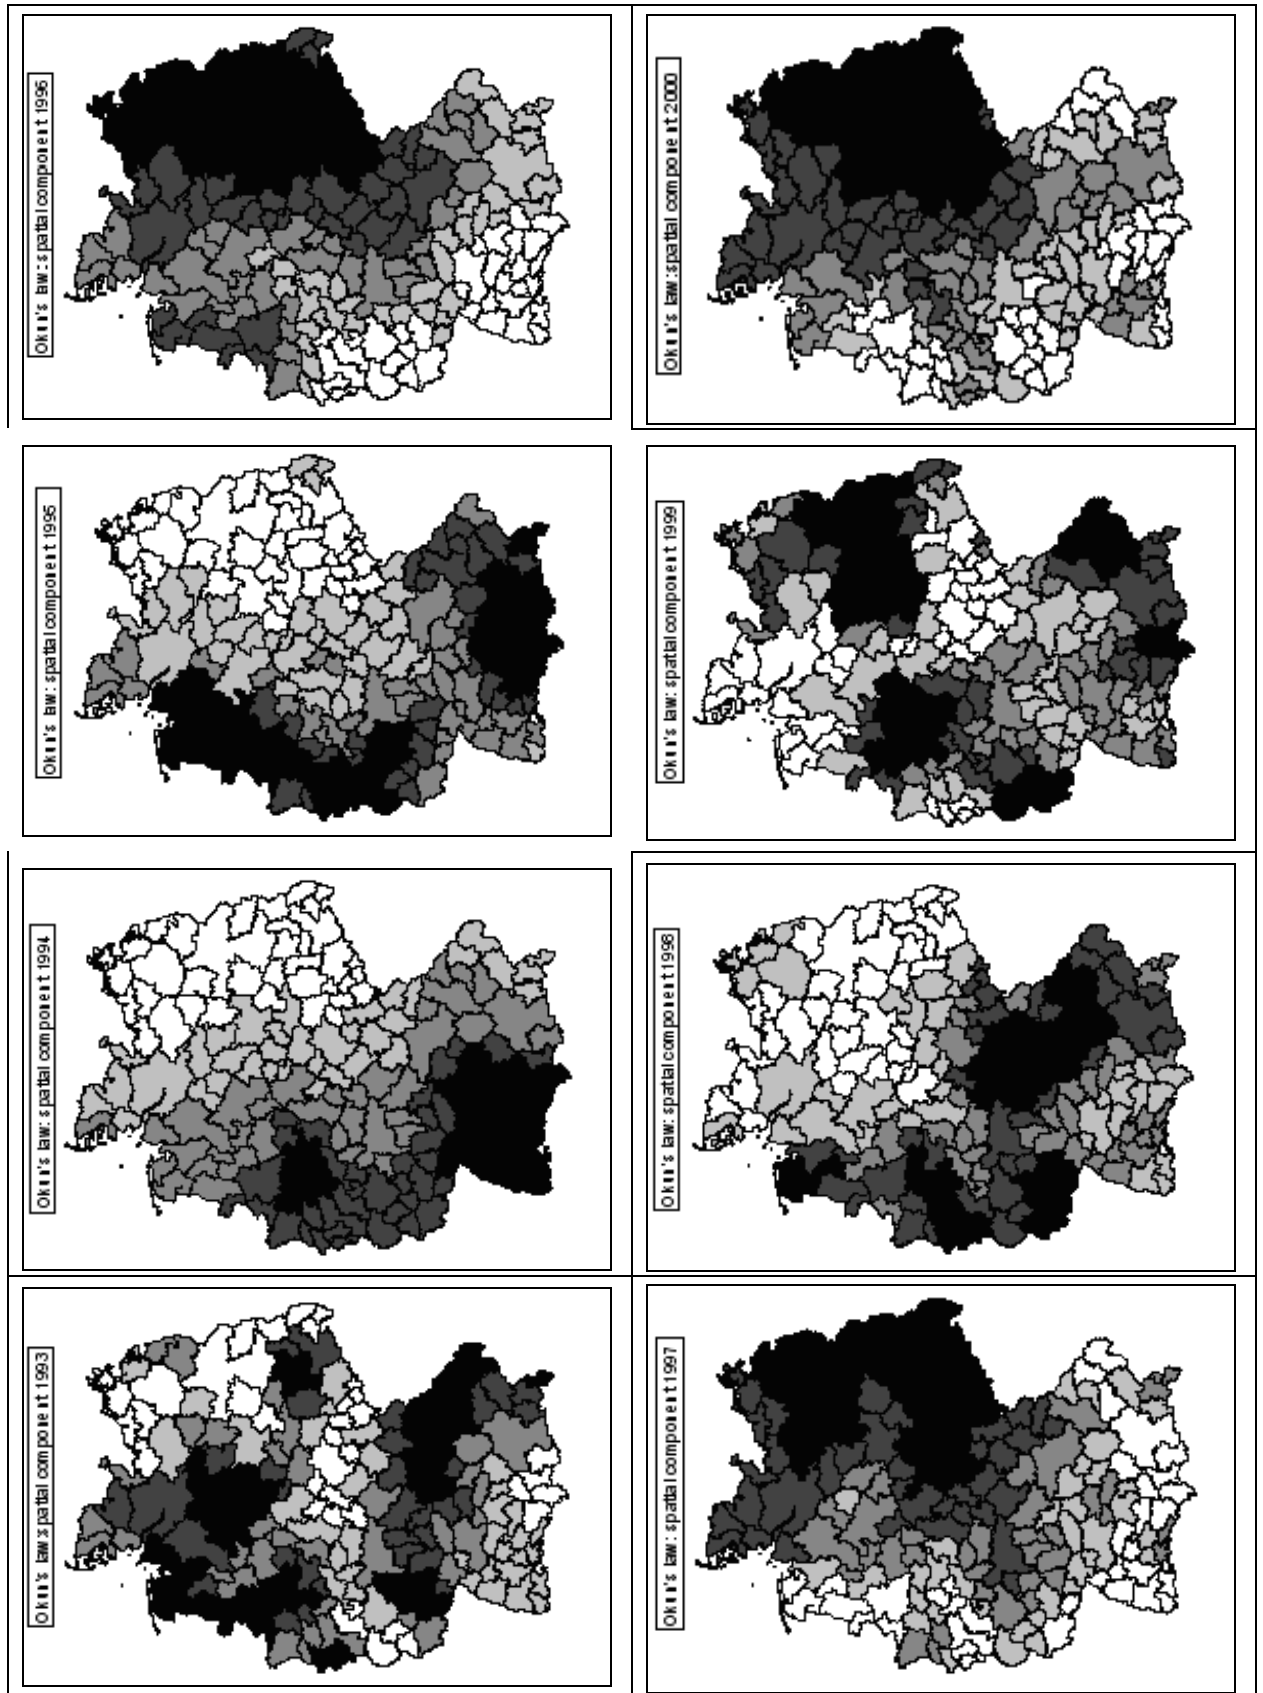 Okun's law spatial component 1993
Okun's law: spatial component 1994
Okun's law: spatial component 1995
Okun's law: spatial component 1996
Okun's law: spatial component 1997
Okun's law: spatial component 1998
Okun's law: spatial component 1999
Okun's law: spatial component 2000